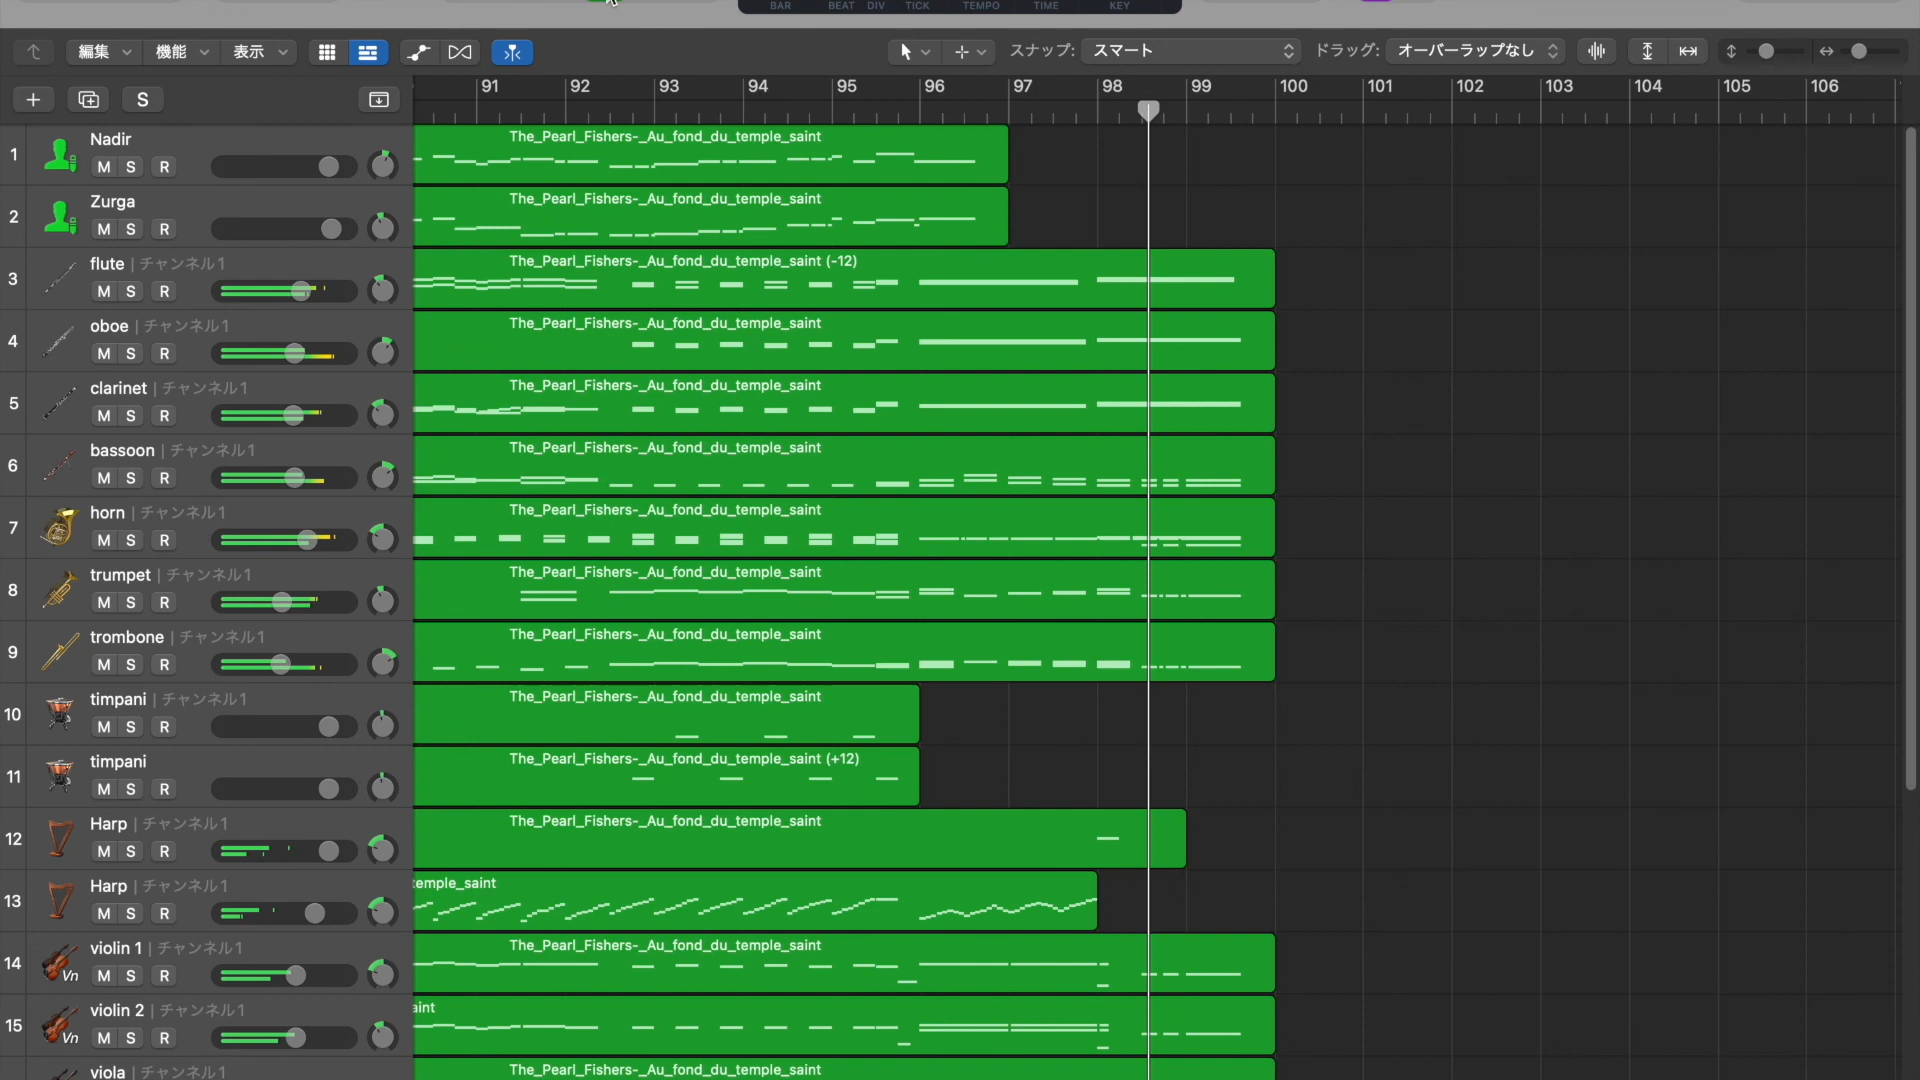 BAR BEAT DIV TICK TEMPO TIME KEY
編集 機能 表示 スナップ: スマート ドラッグ: オーバーラップなし
S
91 92 93 94 95 96 97 98 99 100 101 102 103 104 105 106
1 Nadir
M S R
The_Pearl_Fishers-_Au_fond_du_temple_saint
2 Zurga
M S R
The_Pearl_Fishers-_Au_fond_du_temple_saint
3 flute | チャンネル1
M S R
The_Pearl_Fishers-_Au_fond_du_temple_saint (-12)
4 oboe | チャンネル1
M S R
The_Pearl_Fishers-_Au_fond_du_temple_saint
5 clarinet | チャンネル1
M S R
The_Pearl_Fishers-_Au_fond_du_temple_saint
6 bassoon | チャンネル1
M S R
The_Pearl_Fishers-_Au_fond_du_temple_saint
7 horn | チャンネル1
M S R
The_Pearl_Fishers-_Au_fond_du_temple_saint
8 trumpet | チャンネル1
M S R
The_Pearl_Fishers-_Au_fond_du_temple_saint
9 trombone | チャンネル1
M S R
The_Pearl_Fishers-_Au_fond_du_temple_saint
10 timpani | チャンネル1
M S R
The_Pearl_Fishers-_Au_fond_du_temple_saint
11 timpani
M S R
The_Pearl_Fishers-_Au_fond_du_temple_saint (+12)
12 Harp | チャンネル1
M S R
The_Pearl_Fishers-_Au_fond_du_temple_saint
13 Harp | チャンネル1
M S R
temple_saint
14 violin 1 | チャンネル1
Vn M S R
The_Pearl_Fishers-_Au_fond_du_temple_saint
15 violin 2 | チャンネル1
Vn M S R
aint
viola | チャンネル1
The_Pearl_Fishers-_Au_fond_du_temple_saint